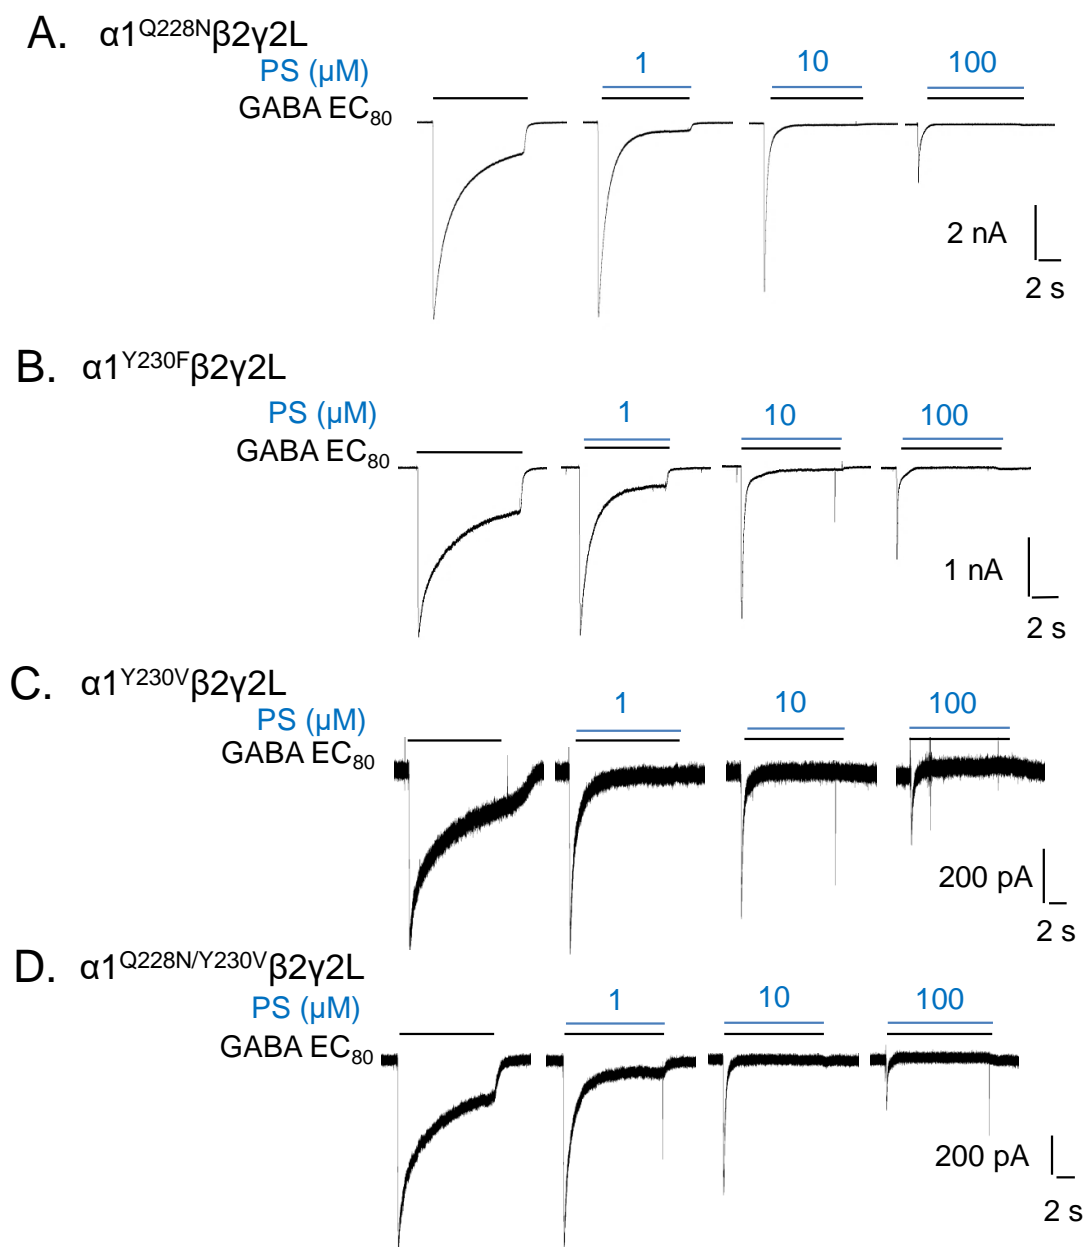 A. α1Q228Nβ2γ2L
PS (μM) 1 10 100
GABA EC80
2 nA
2 s
B. α1Y230Fβ2γ2L
PS (μM) 1 10 100
GABA EC80
1 nA
2 s
C. α1Y230Vβ2γ2L
PS (μM) 1 10 100
GABA EC80
200 pA
2 s
D. α1Q228N/Y230Vβ2γ2L
PS (μM) 1 10 100
GABA EC80
200 pA
2 s